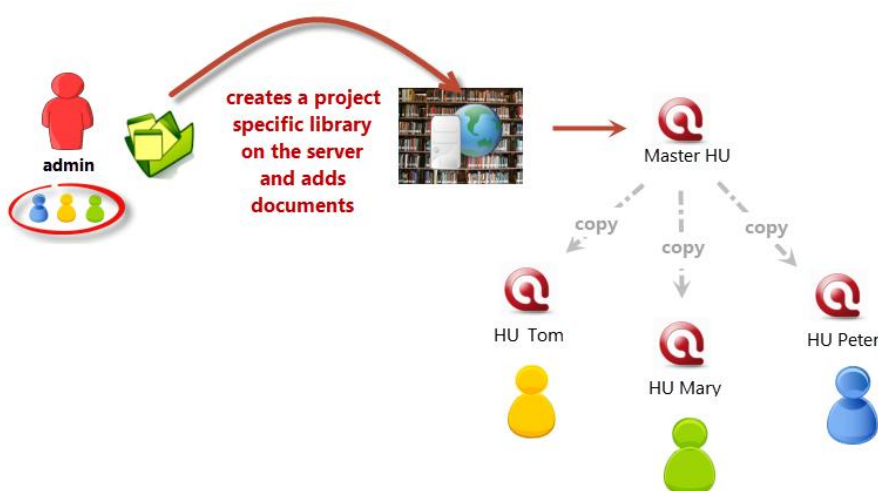 creates a project
specific library
on the server
and adds
documents
admin
Master HU
copy
copy
copy
HU Tom
HU Mary
HU Peter